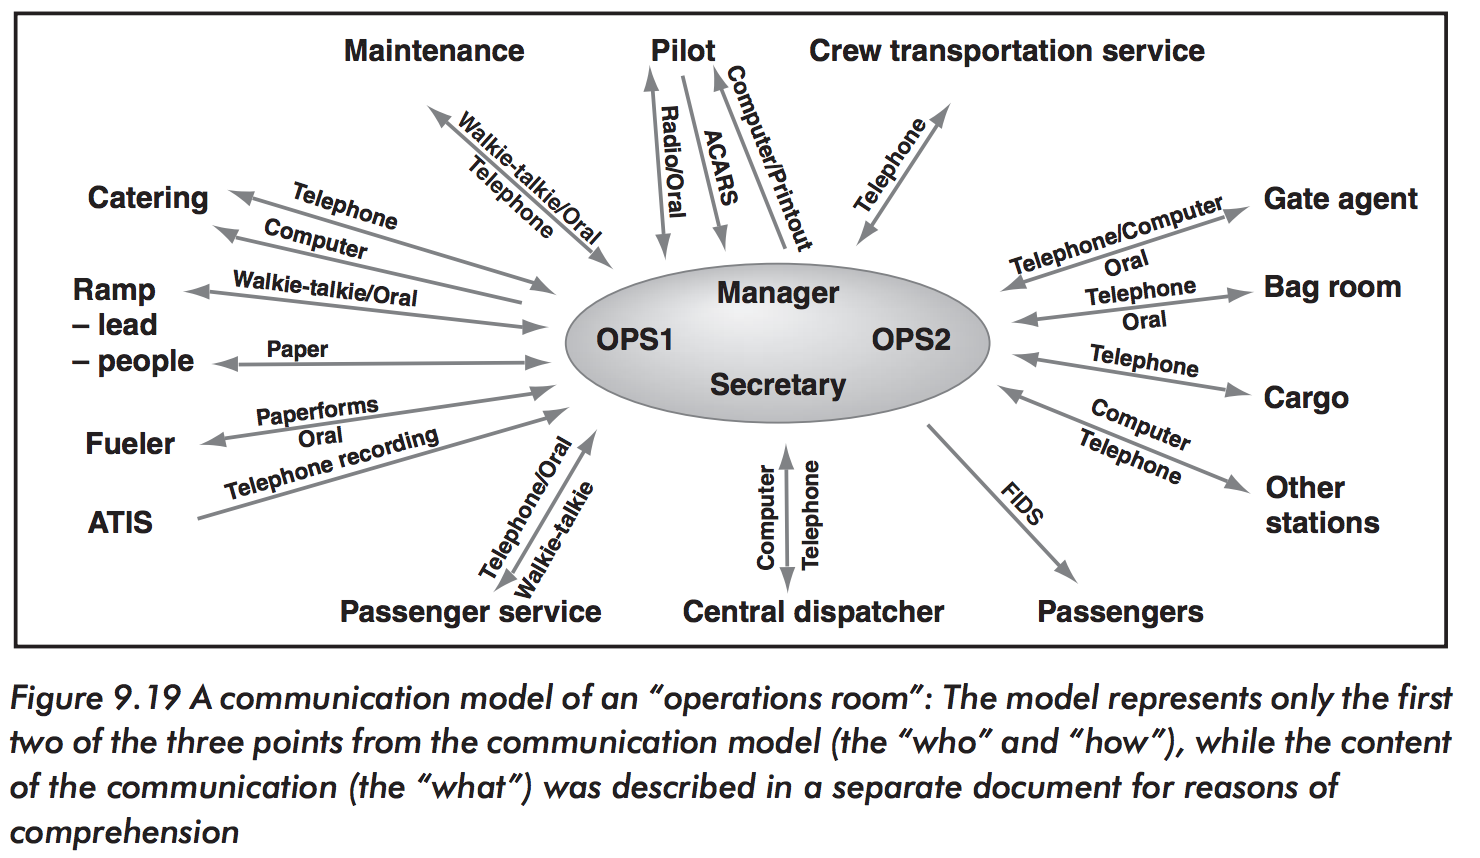 Maintenance
Pilot
Crew transportation service
Walkie-talkie/Oral
Telephone
Radio/Oral
ACARS
Computer/Printout
Telephone
Catering
Telephone
Computer
Ramp
– lead
– people
Walkie-talkie/Oral
Paper
Fueler
Paperforms
Oral
ATIS
Telephone recording
Manager
OPS1
OPS2
Secretary
Gate agent
Telephone/Computer
Oral
Bag room
Telephone
Oral
Cargo
Telephone
Other
stations
Computer
Telephone
Telephone/Oral
Walkie-talkie
Passenger service
Computer
Telephone
Central dispatcher
FIDS
Passengers
Figure 9.19 A communication model of an “operations room”: The model represents only the first
two of the three points from the communication model (the “who” and “how”), while the content
of the communication (the “what”) was described in a separate document for reasons of
comprehension